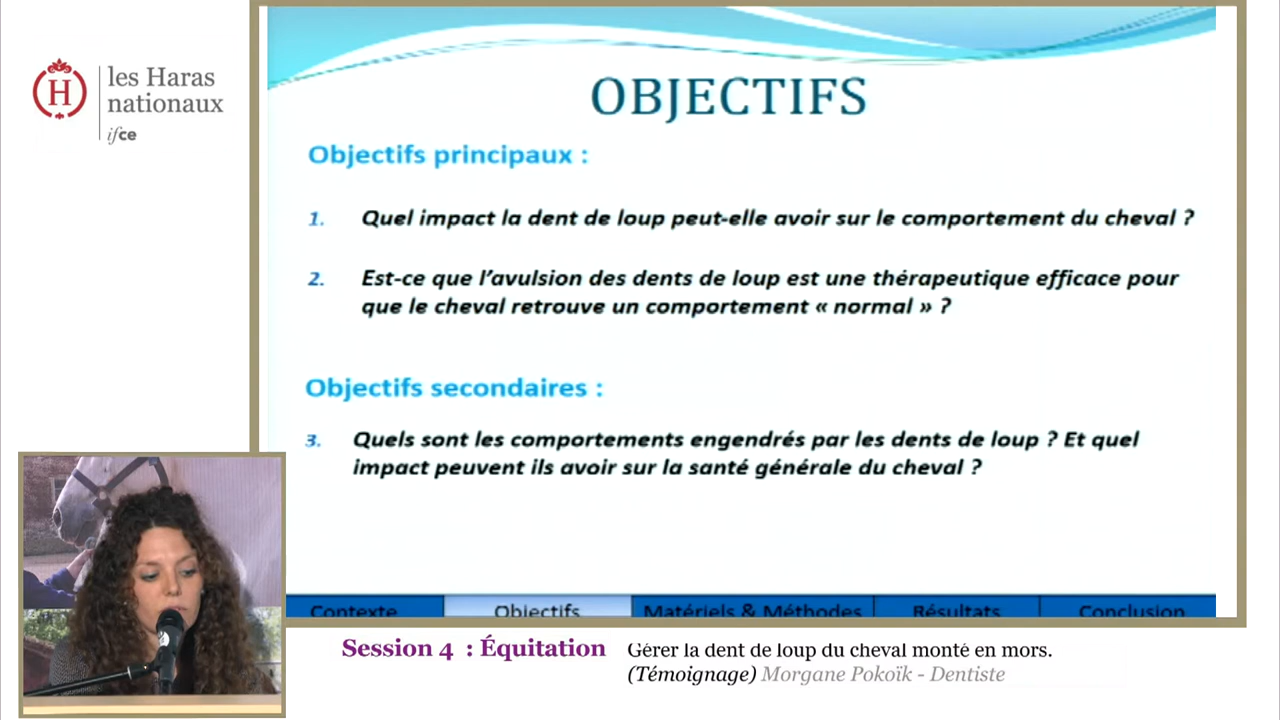 les Haras
nationaux
ifce
OBJECTIFS
Objectifs principaux :
1. Quel impact la dent de loup peut-elle avoir sur le comportement du cheval ?
2. Est-ce que l’avulsion des dents de loup est une thérapeutique efficace pour
que le cheval retrouve un comportement « normal » ?
Objectifs secondaires :
3. Quels sont les comportements engendrés par les dents de loup ? Et quel
impact peuvent ils avoir sur la santé générale du cheval ?
Contexte Objectifs Matériels & Méthodes Résultats Conclusion
Session 4 : Équitation Gérer la dent de loup du cheval monté en mors.
(Témoignage) Morgane Pokoïk - Dentiste
H